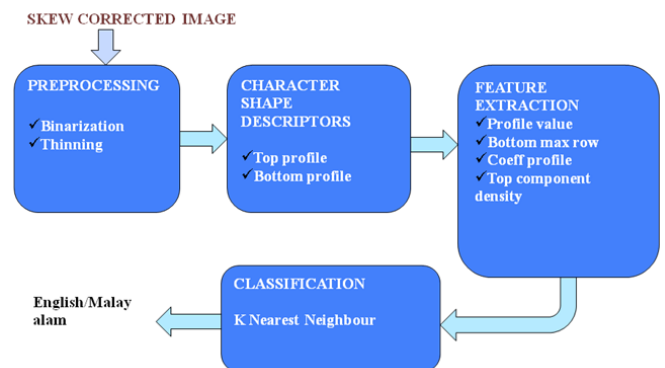 SKEW CORRECTED IMAGE
PREPROCESSING
✓Binarization
✓Thinning
CHARACTER
SHAPE
DESCRIPTORS
✓Top profile
✓Bottom profile
FEATURE
EXTRACTION
✓Profile value
✓Bottom max row
✓Coeff profile
✓Top component
density
CLASSIFICATION
K Nearest Neighbour
English/Malay
alam